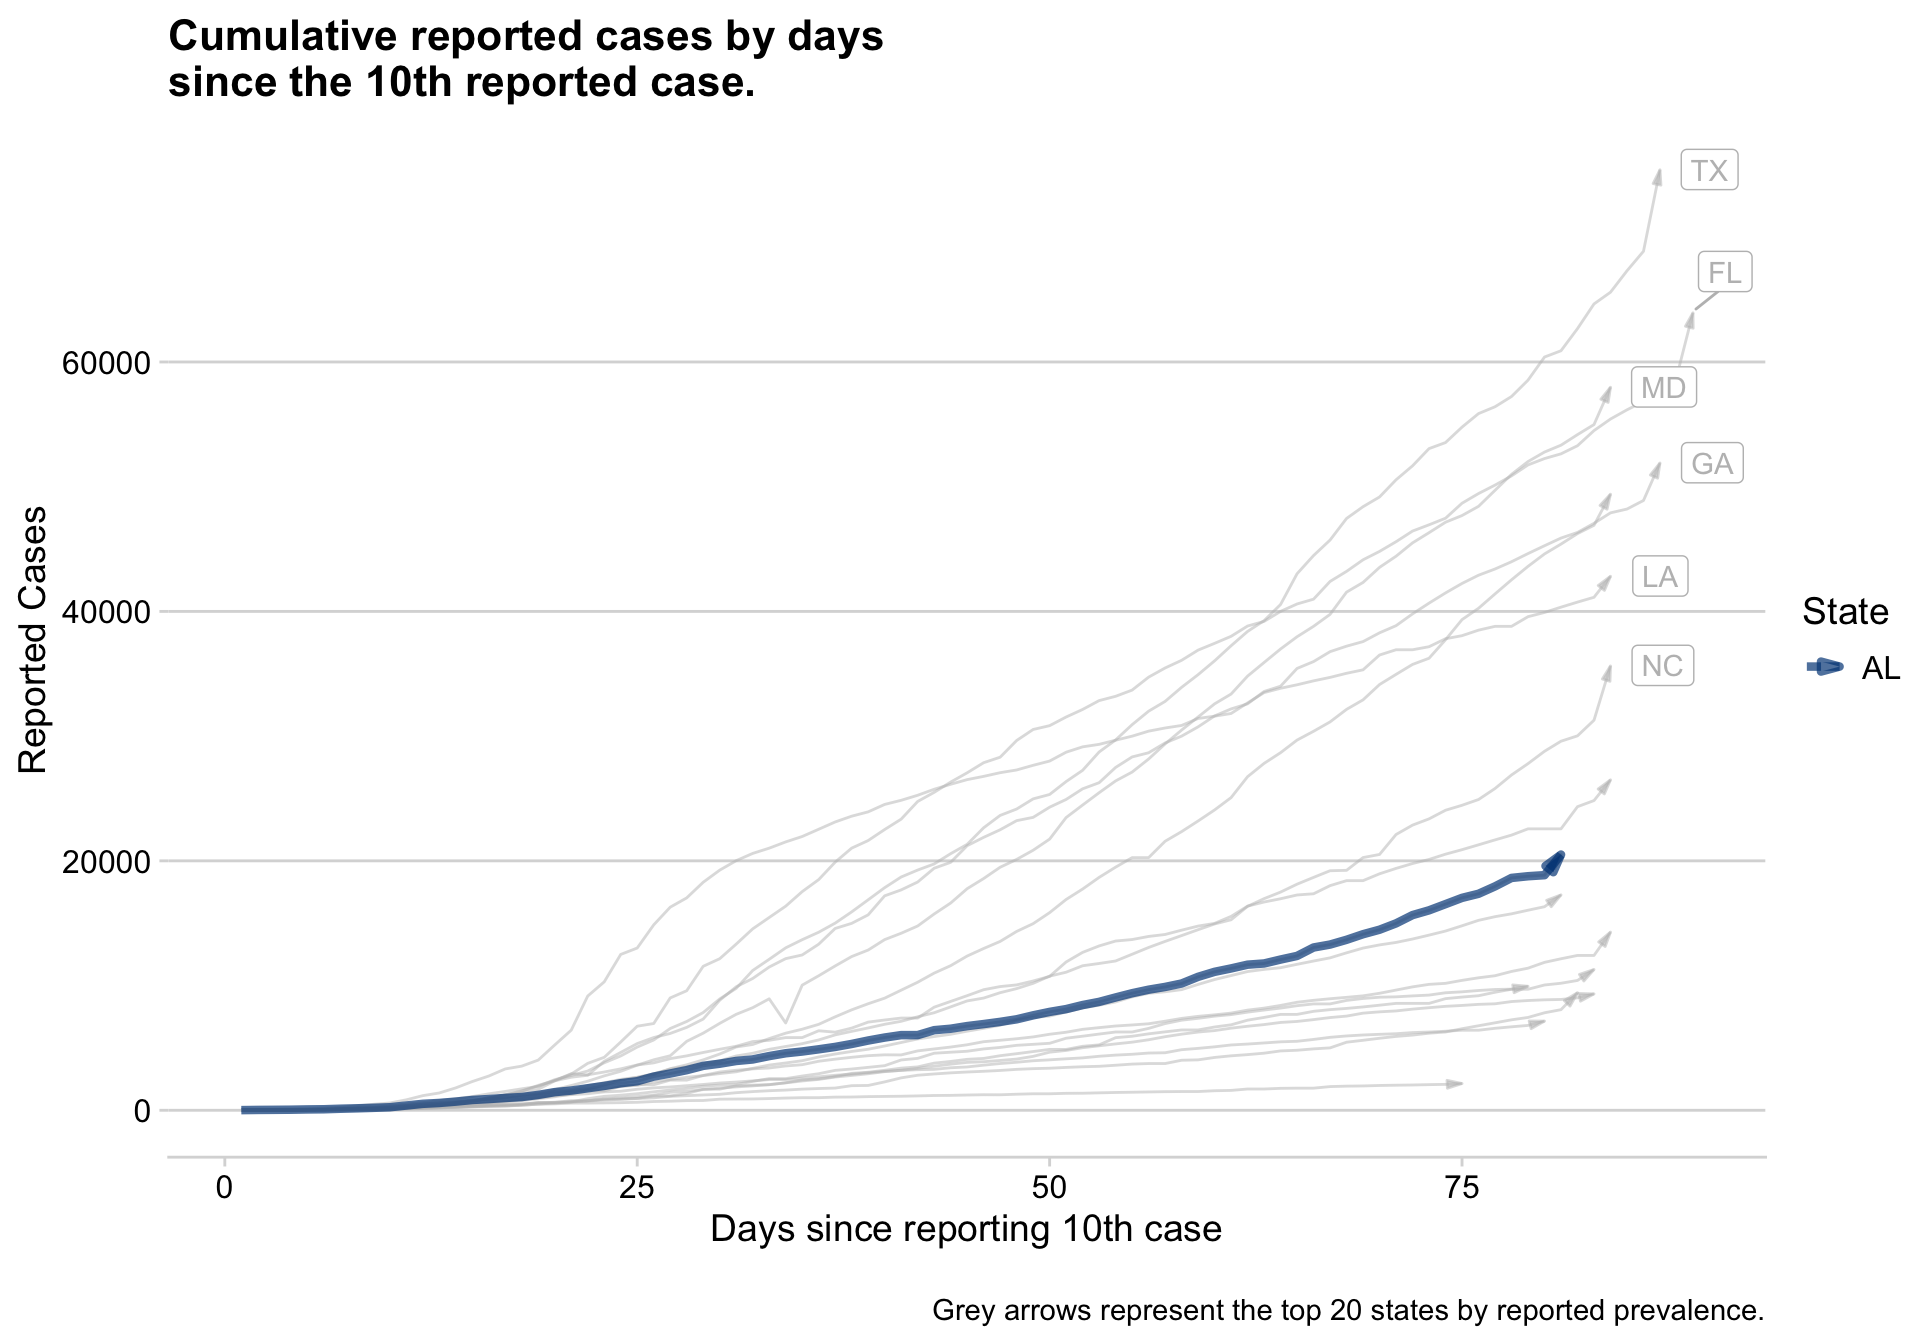 Cumulative reported cases by days
since the 10th reported case.
TX
FL
60000
MD
GA
LA
40000
State
NC
AL
Reported Cases
20000
0
0 25 50 75
Days since reporting 10th case
Grey arrows represent the top 20 states by reported prevalence.